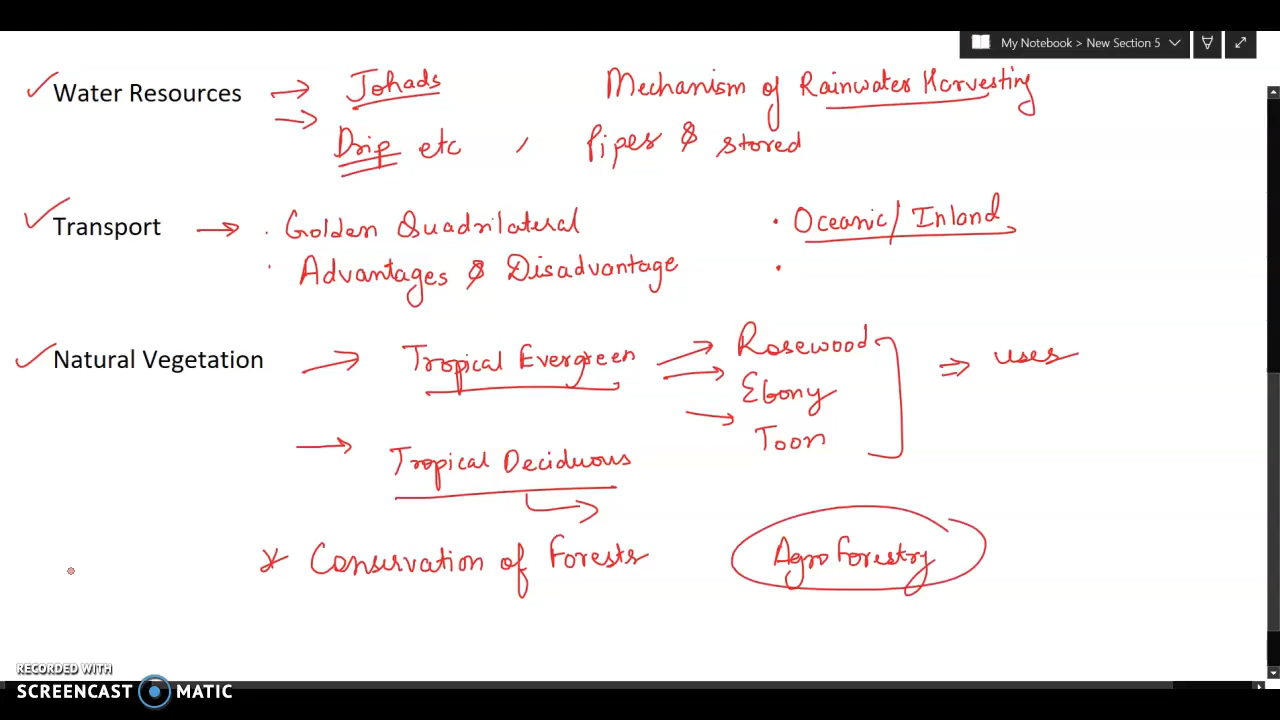 My Notebook > New Section 5
Water Resources → Johads Mechanism of Rainwater Harvesting
→ Drip etc , Pipes & stored
Transport → · Golden Quadrilateral · Oceanic/Inland
· Advantages & Disadvantage ·
Natural Vegetation → Tropical Evergreen → Rosewood ⇒ uses
→ Ebony
→ Toon
→ Tropical Deciduous
* Conservation of Forests Agro Forestry
RECORDED WITH
SCREENCAST MATIC